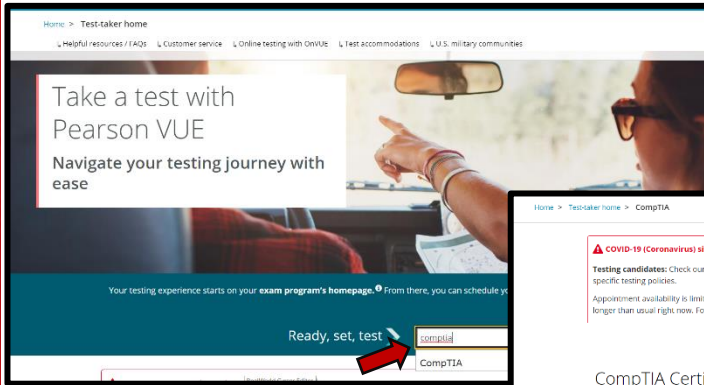 Home > Test-taker home
Helpful resources / FAQs Customer service Online testing with OnVUE Test accommodations U.S. military communities
Take a test with
Pearson VUE
Navigate your testing journey with
ease
Your testing experience starts on your exam program's homepage. From there, you can schedule yo
Ready, set, test
comptia
CompTIA
Home > Test-taker home > CompTIA
COVID-19 (Coronavirus) si
Testing candidates: Check our
specific testing policies.
Appointment availability is limit
longer than usual right now. Fo
CompTIA Certi